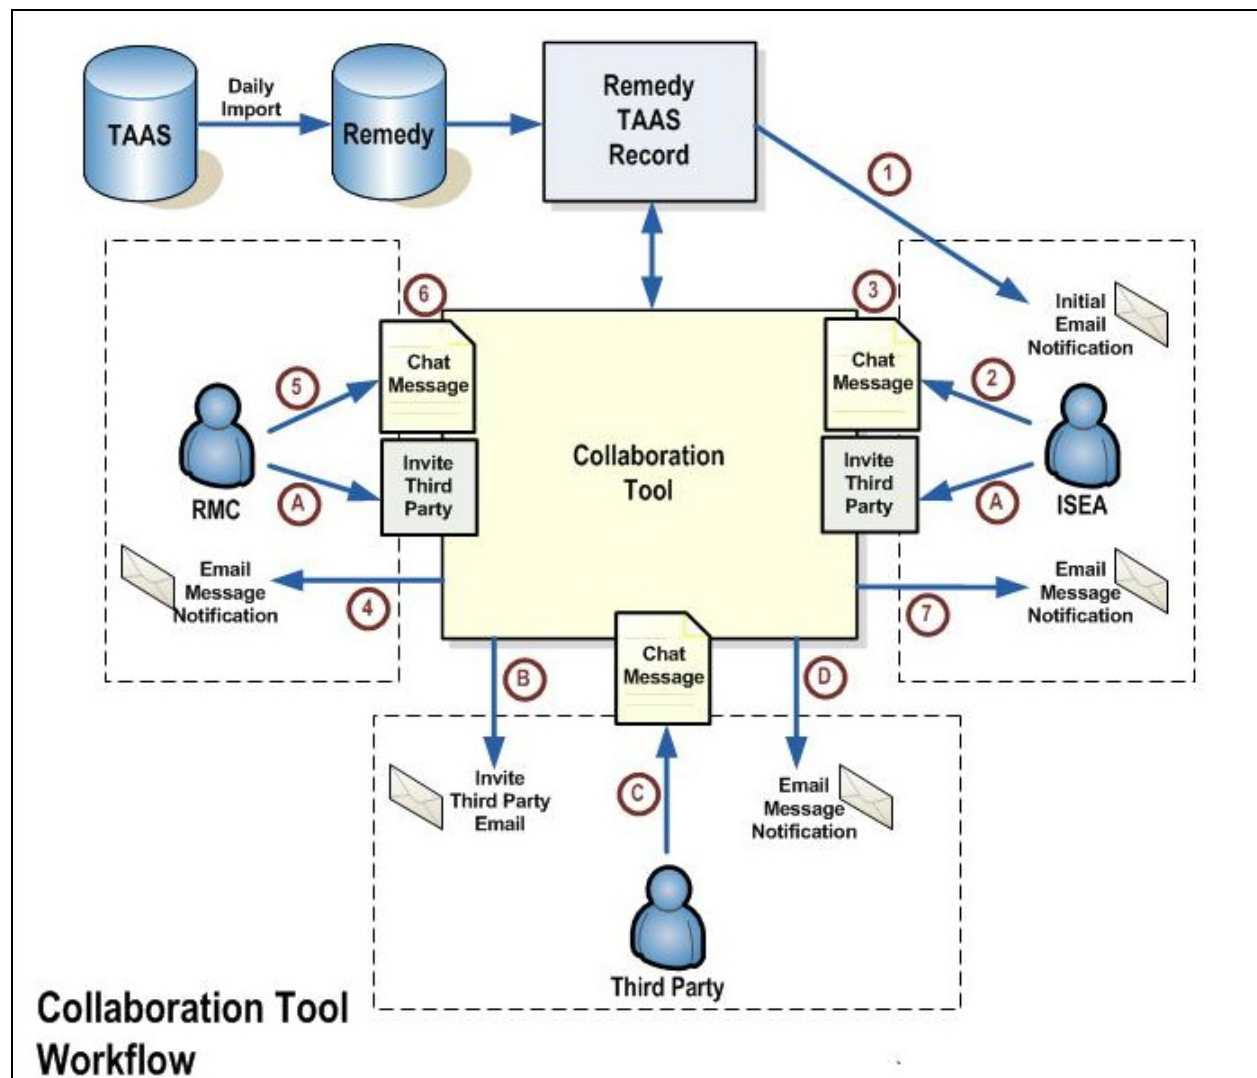 Daily
Import
TAAS
Remedy
Remedy
TAAS
Record
1
Initial
Email
Notification
6
3
Chat
Message
Chat
Message
5
2
Invite
Third
Party
Invite
Third
Party
Collaboration
Tool
RMC
A
A
ISEA
Email
Message
Notification
4
Email
Message
Notification
7
B
Chat
Message
D
Invite
Third Party
Email
C
Email
Message
Notification
Third Party
Collaboration Tool
Workflow